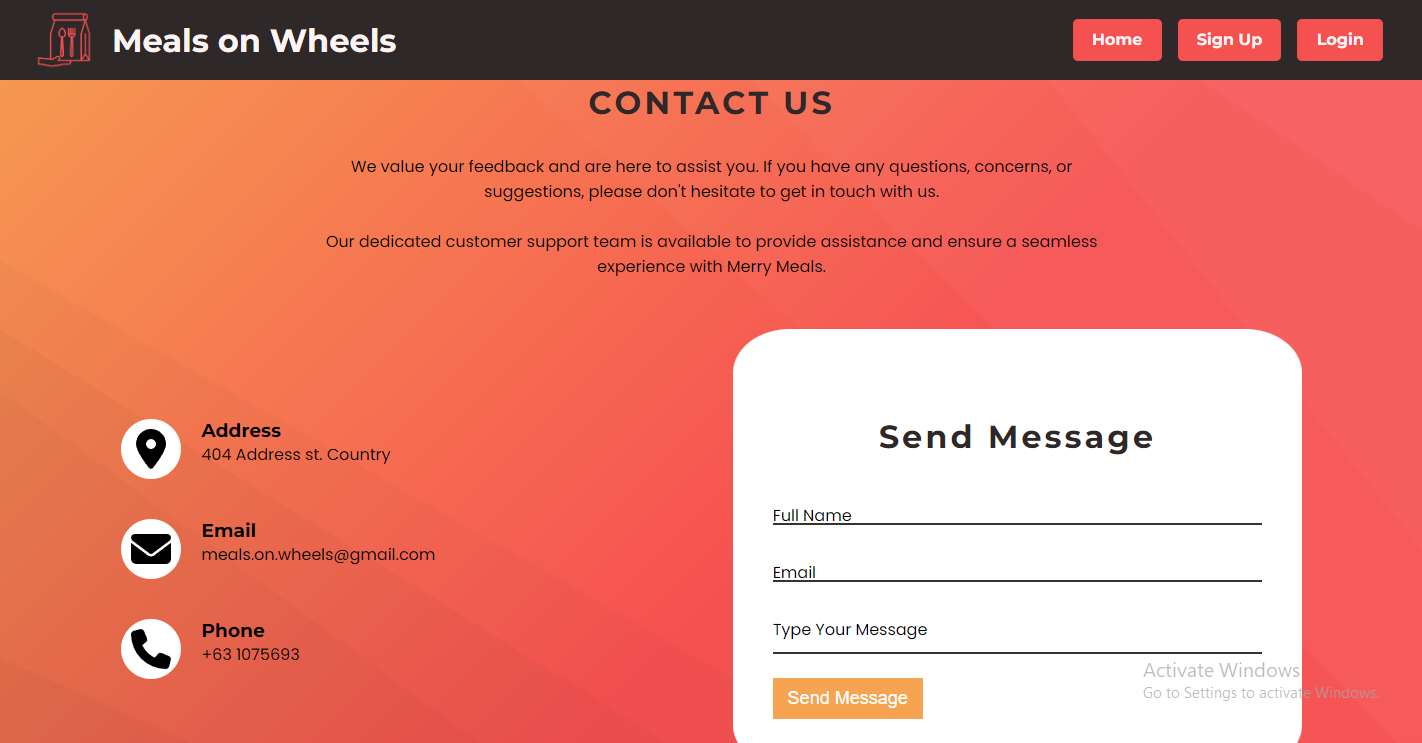 Meals on Wheels
Home
Sign Up
Login
CONTACT US
We value your feedback and are here to assist you. If you have any questions, concerns, or
suggestions, please don't hesitate to get in touch with us.
Our dedicated customer support team is available to provide assistance and ensure a seamless
experience with Merry Meals.
Address
404 Address st. Country
Email
meals.on.wheels@gmail.com
Phone
+63 1075693
Send Message
Full Name
Email
Type Your Message
Send Message
Activate Windows
Go to Settings to activate Windows.